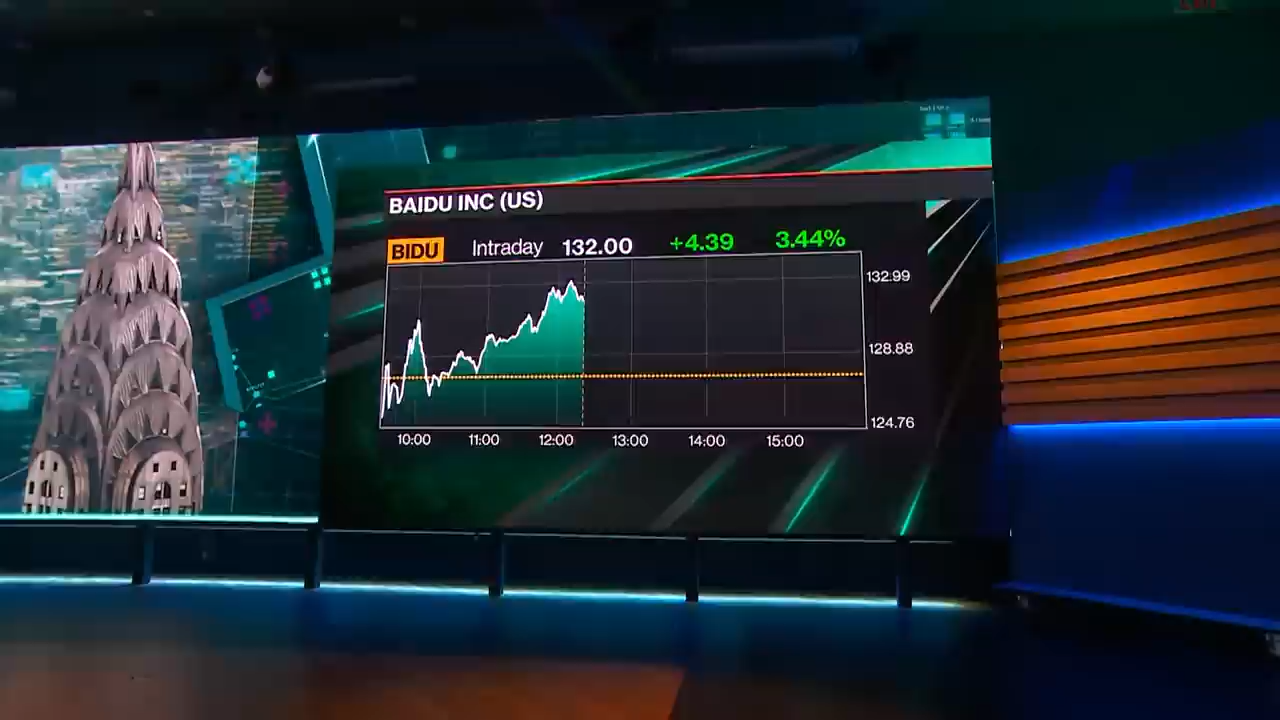 BAIDU INC (US)
BIDU Intraday 132.00 +4.39 3.44%
132.99
128.88
124.76
10:00 11:00 12:00 13:00 14:00 15:00